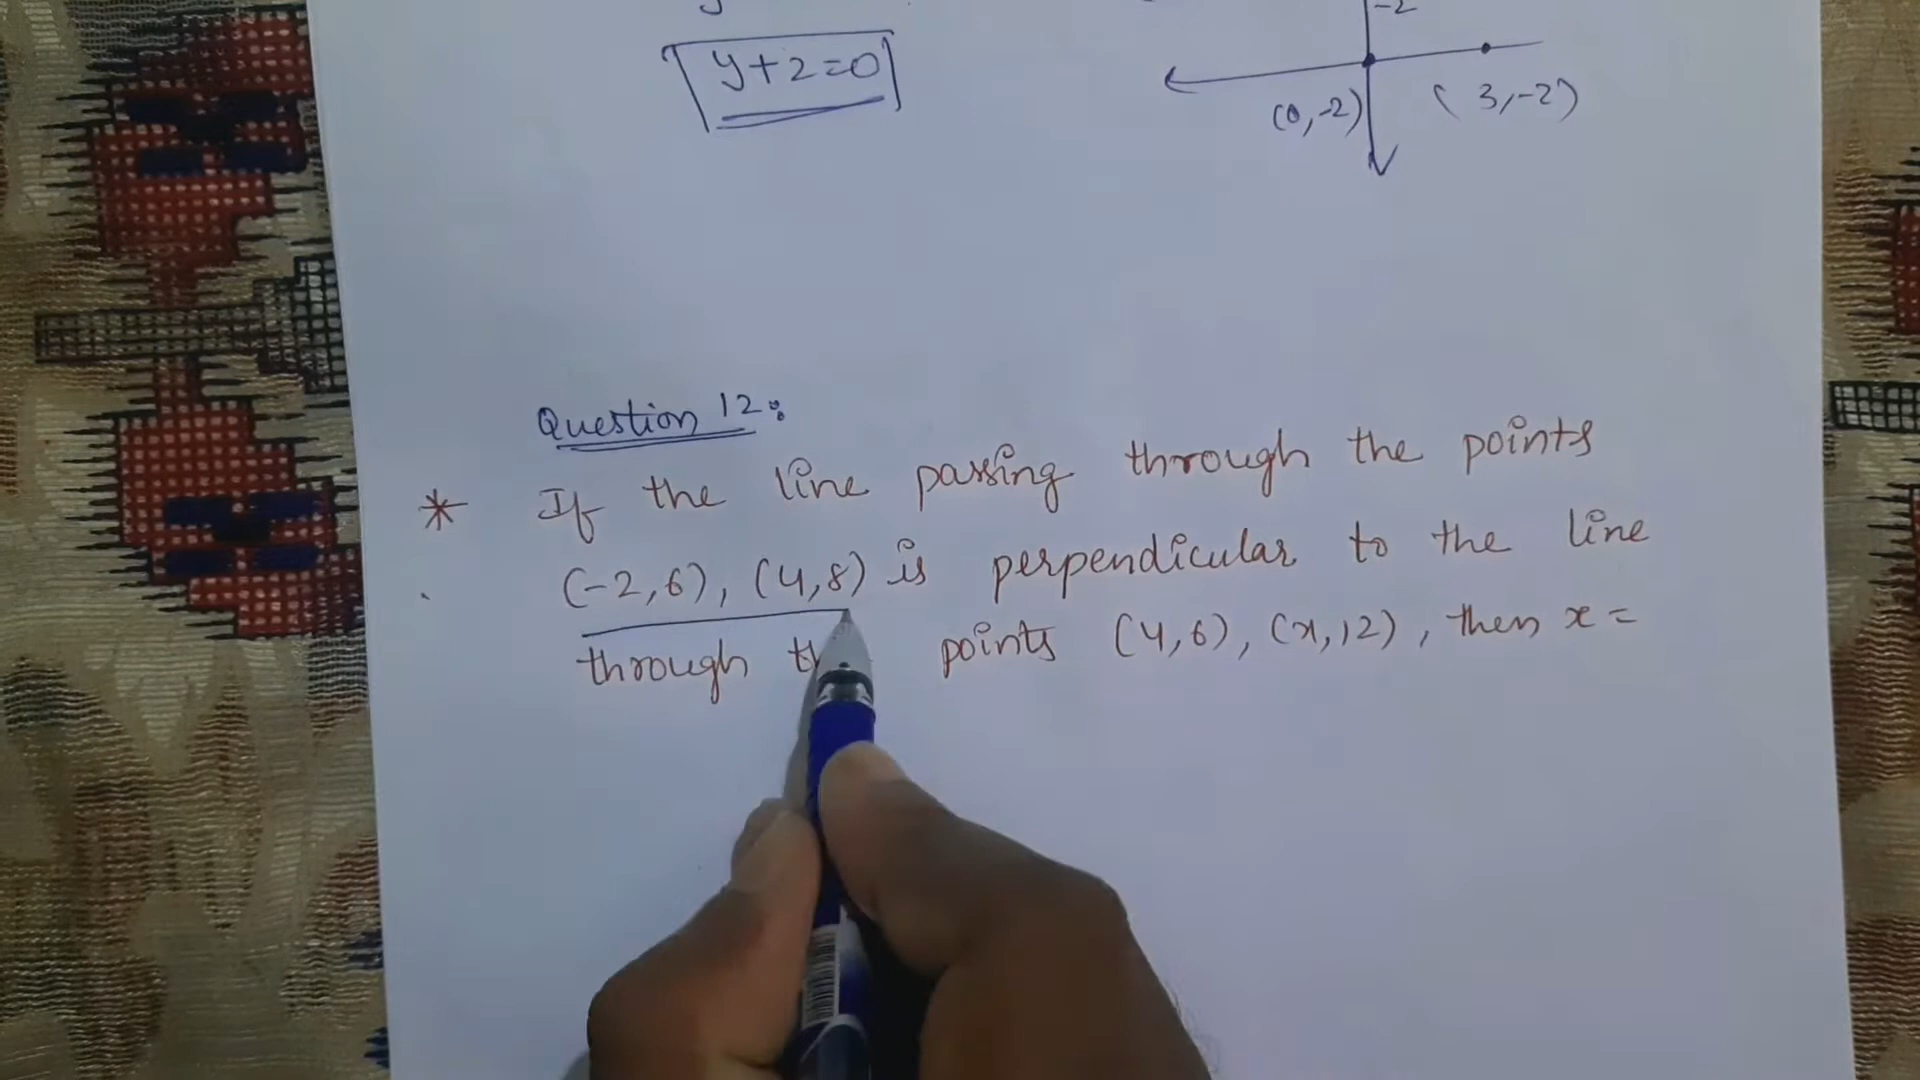 -2
y+2=0
(0,-2)
(3,-2)
Question 12:
* If the line passing through the points
(-2,6), (4,8) is perpendicular to the line
through points (4,6), (x,12), then x =